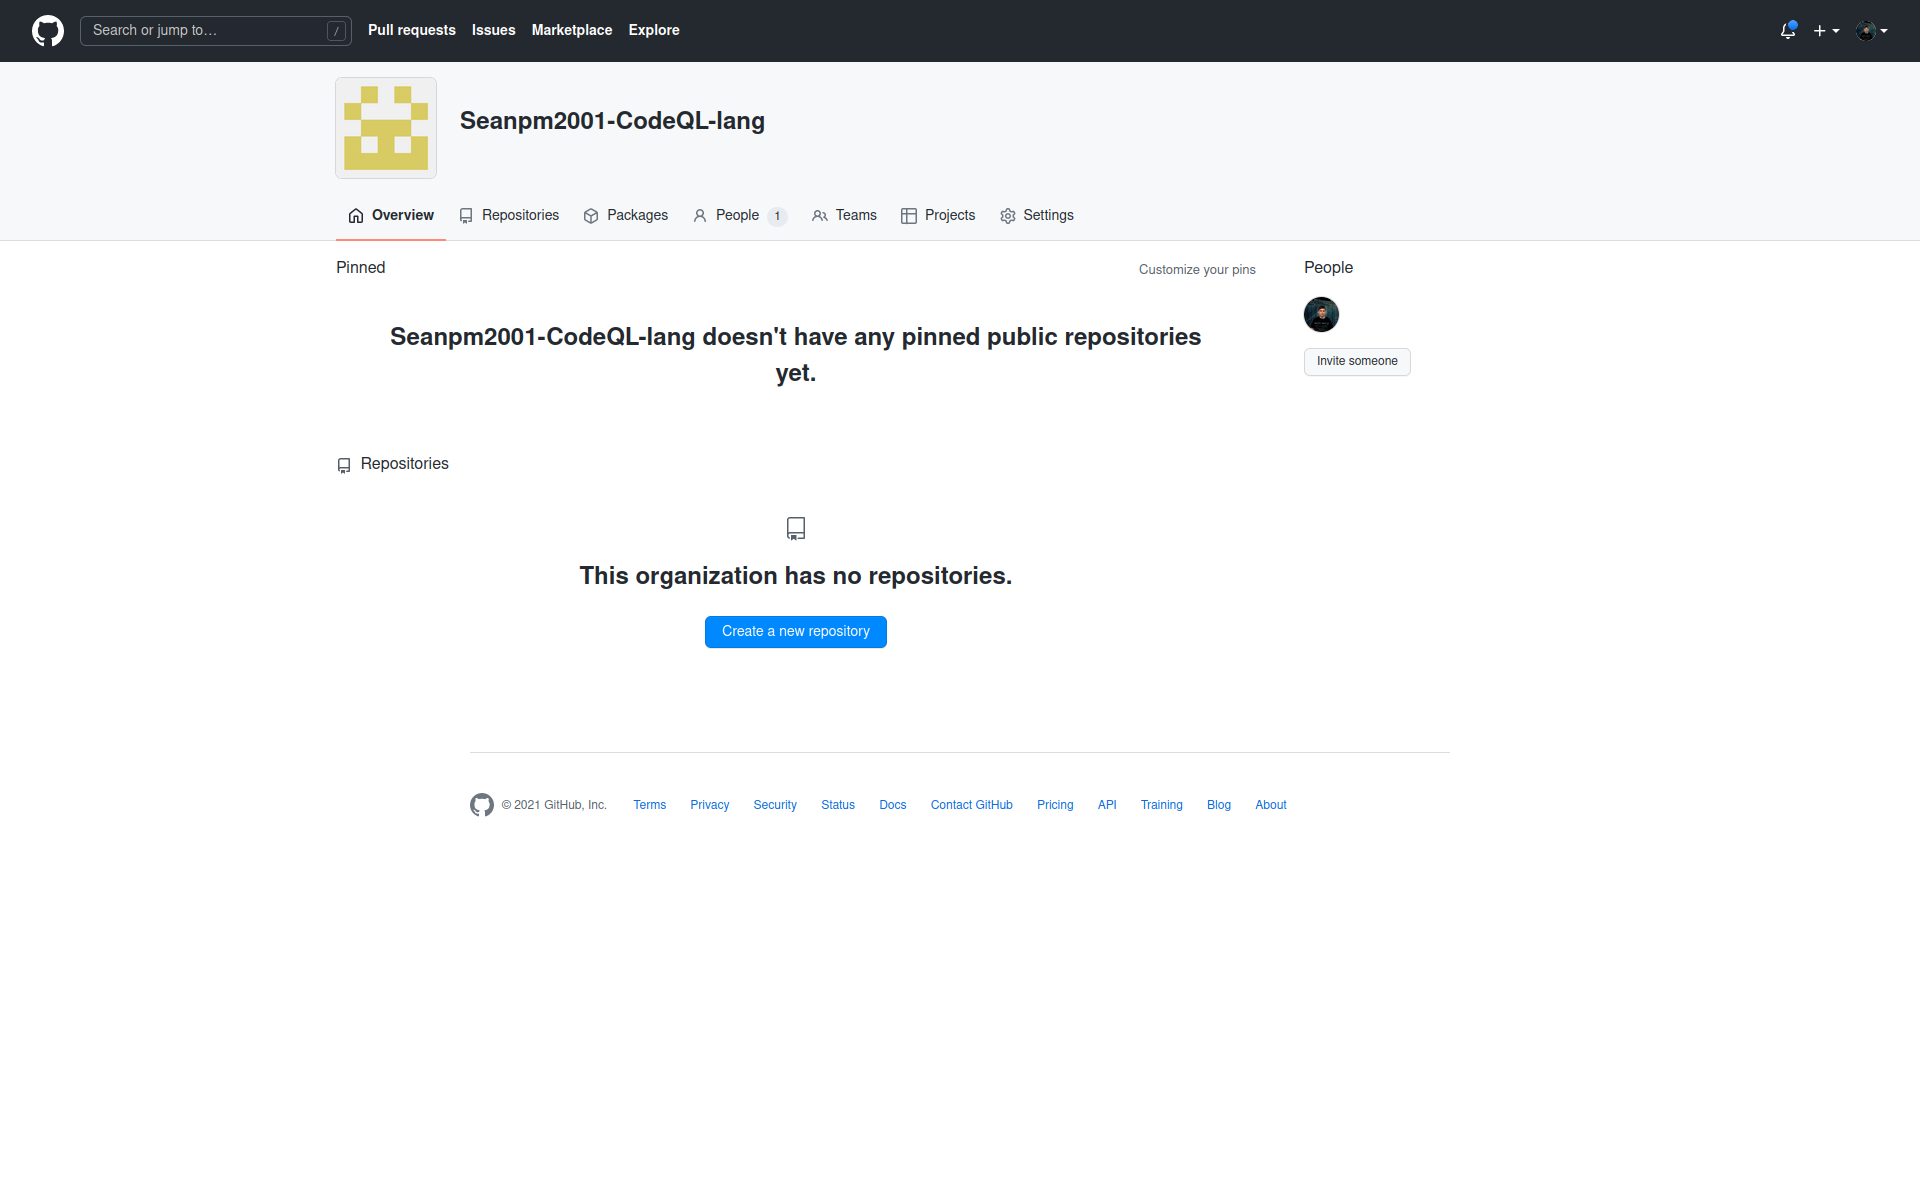 Search or jump to… /
Pull requests Issues Marketplace Explore
Seanpm2001-CodeQL-lang
Overview Repositories Packages People 1 Teams Projects Settings
Pinned
Customize your pins
Seanpm2001-CodeQL-lang doesn't have any pinned public repositories
yet.
People
Invite someone
Repositories
This organization has no repositories.
Create a new repository
© 2021 GitHub, Inc. Terms Privacy Security Status Docs Contact GitHub Pricing API Training Blog About